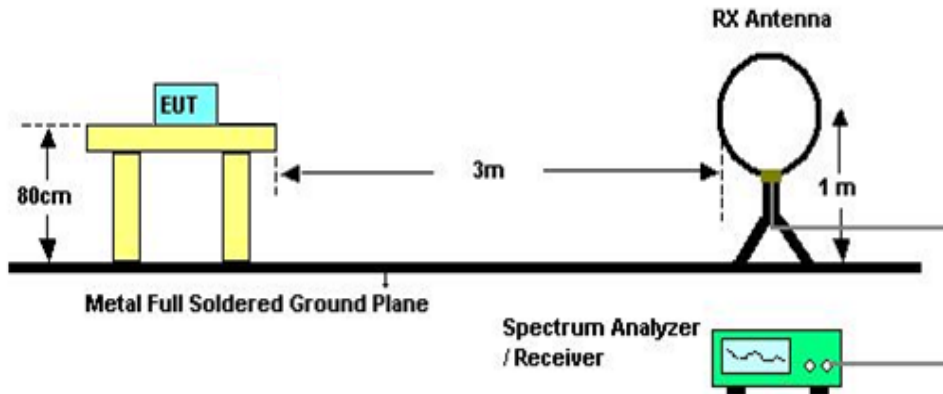 RX Antenna
EUT
80cm
3m
1 m
Metal Full Soldered Ground Plane
Spectrum Analyzer
/ Receiver